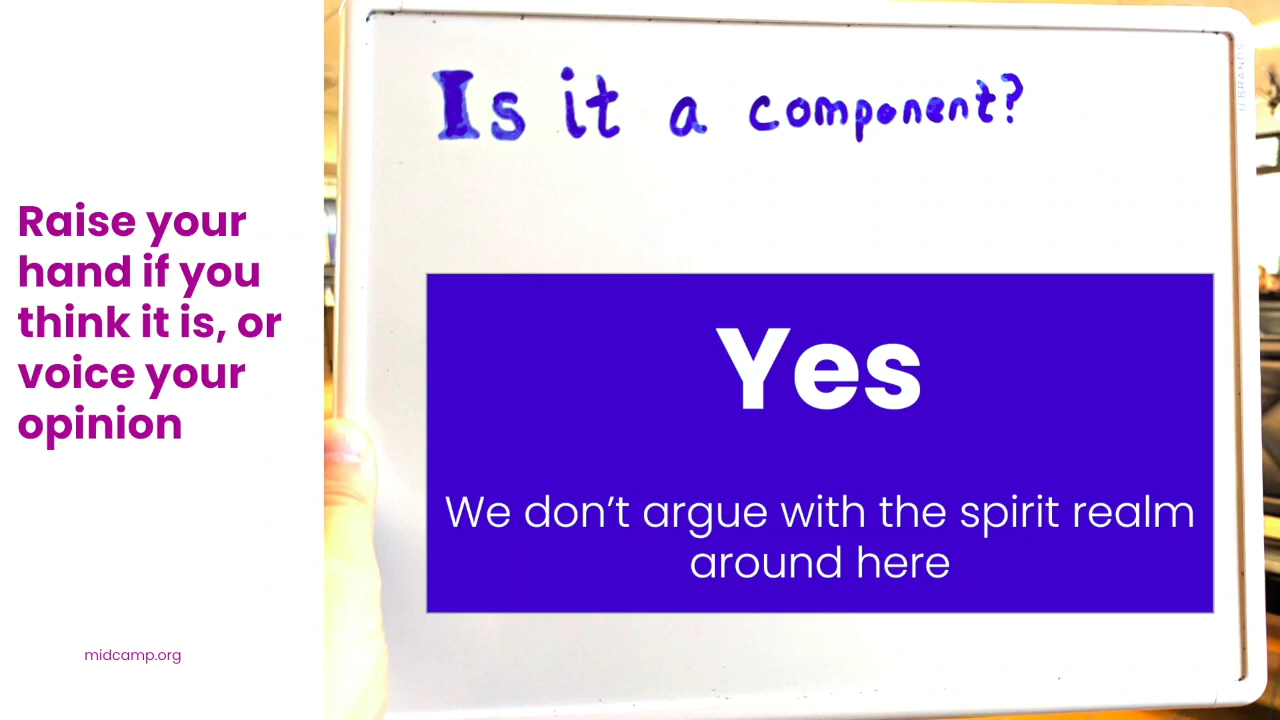 Raise your
hand if you
think it is, or
voice your
opinion
midcamp.org
Is it a component?
Yes
We don’t argue with the spirit realm
around here
U BRANDS